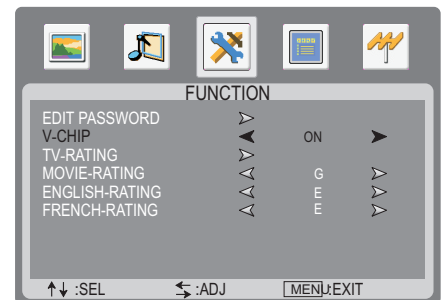 FUNCTION
EDIT PASSWORD
V-CHIP ON
TV-RATING
MOVIE-RATING G
ENGLISH-RATING E
FRENCH-RATING E
:SEL :ADJ MENU:EXIT